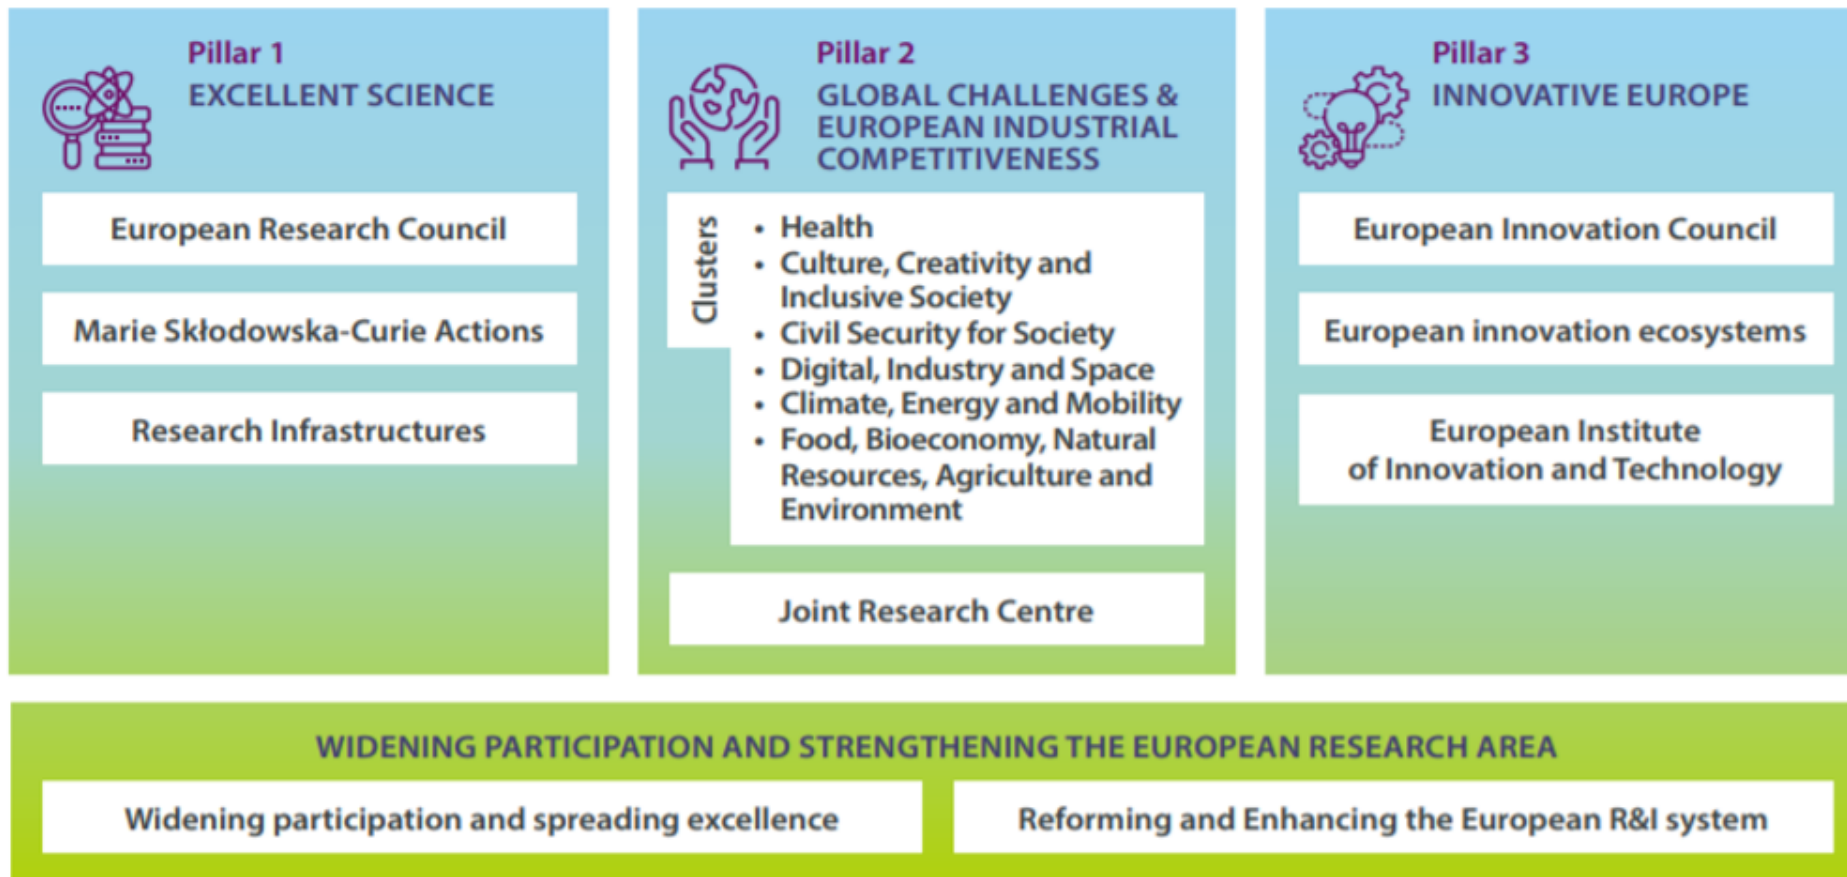 Pillar 1
EXCELLENT SCIENCE
European Research Council
Marie Skłodowska-Curie Actions
Research Infrastructures
Pillar 2
GLOBAL CHALLENGES &
EUROPEAN INDUSTRIAL
COMPETITIVENESS
Clusters
• Health
• Culture, Creativity and
Inclusive Society
• Civil Security for Society
• Digital, Industry and Space
• Climate, Energy and Mobility
• Food, Bioeconomy, Natural
Resources, Agriculture and
Environment
Joint Research Centre
Pillar 3
INNOVATIVE EUROPE
European Innovation Council
European innovation ecosystems
European Institute
of Innovation and Technology
WIDENING PARTICIPATION AND STRENGTHENING THE EUROPEAN RESEARCH AREA
Widening participation and spreading excellence
Reforming and Enhancing the European R&I system